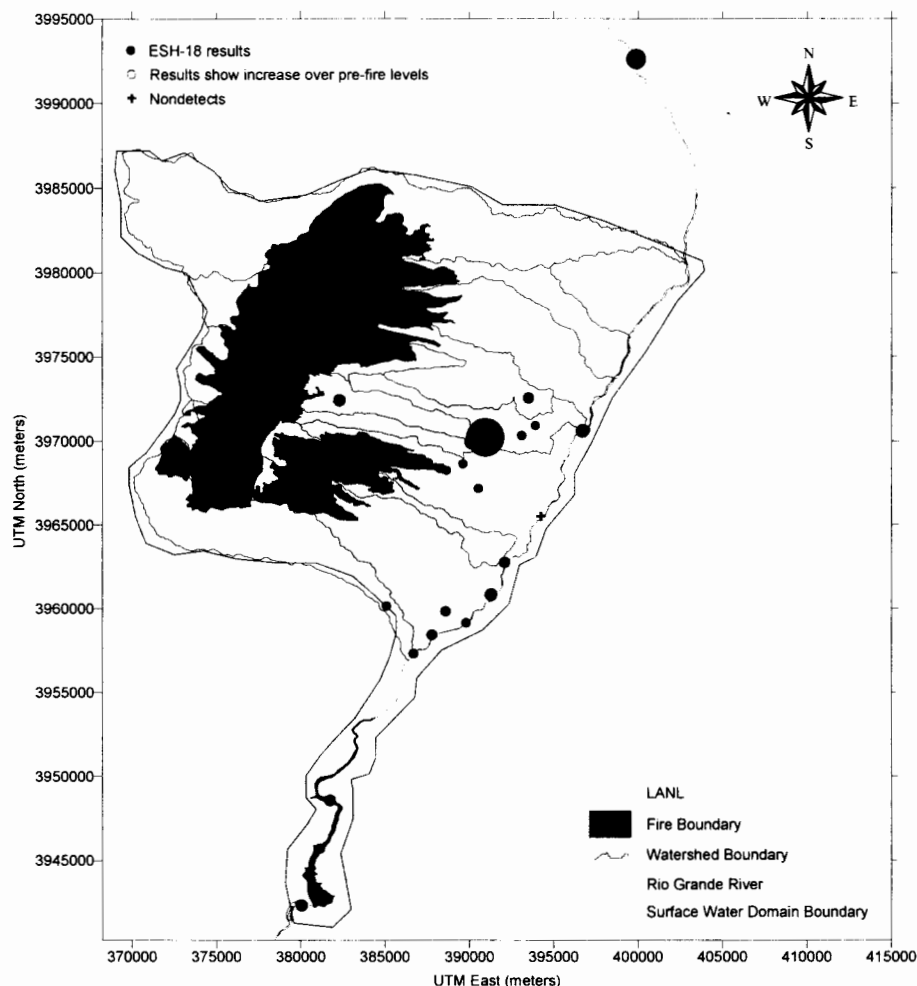 3995000
3990000
3985000
3980000
3975000
3970000
3965000
3960000
3955000
3950000
3945000
UTM North (meters)
ESH-18 results
Results show increase over pre-fire levels
Nondetects
N
W E
S
LANL
Fire Boundary
Watershed Boundary
Rio Grande River
Surface Water Domain Boundary
370000 375000 380000 385000 390000 395000 400000 405000 410000 415000
UTM East (meters)